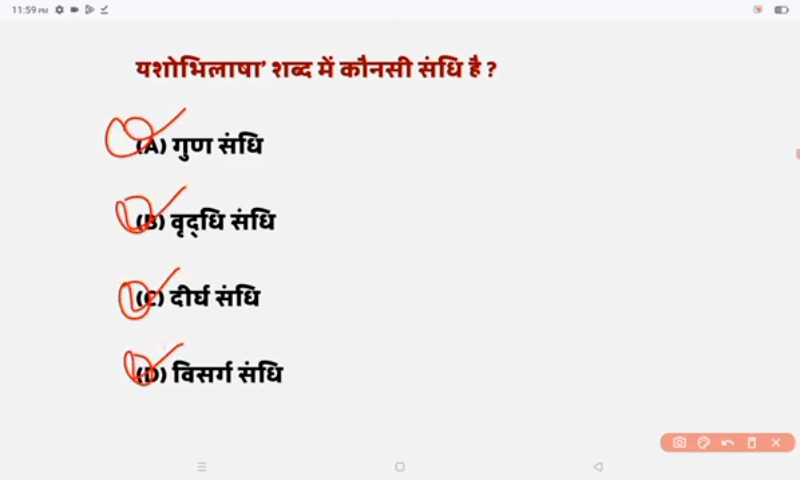 11:59 PM
यशोभिलाषा’ शब्द में कौनसी संधि है ?
(A) गुण संधि
(B) वृद्धि संधि
(C) दीर्घ संधि
(D) विसर्ग संधि